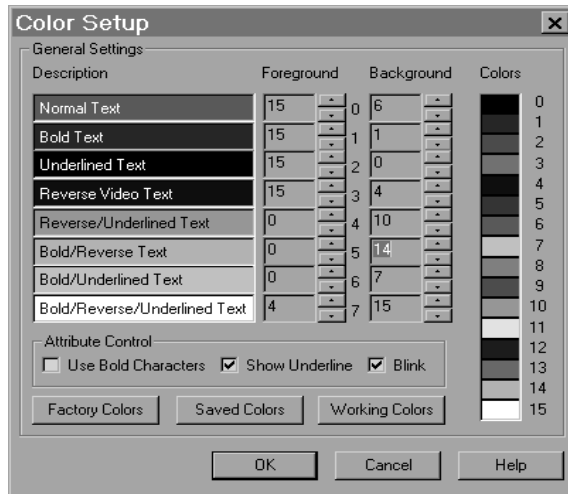 Color Setup
General Settings
Description Foreground Background Colors
Normal Text 15 0 6
Bold Text 15 1 1
Underlined Text 15 2 0
Reverse Video Text 15 3 4
Reverse/Underlined Text 0 4 10
Bold/Reverse Text 0 5 14
Bold/Underlined Text 0 6 7
Bold/Reverse/Underlined Text 4 7 15
0
1
2
3
4
5
6
7
8
9
10
11
12
13
14
15
Attribute Control
Use Bold Characters Show Underline Blink
Factory Colors Saved Colors Working Colors
OK Cancel Help